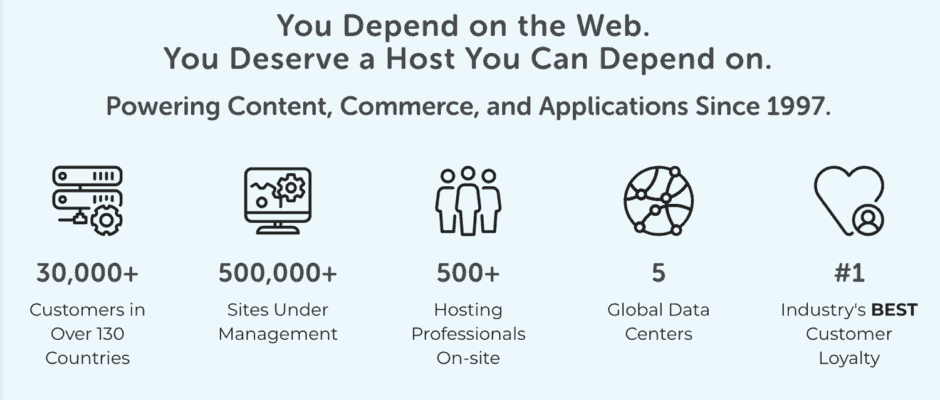 You Depend on the Web.
You Deserve a Host You Can Depend on.
Powering Content, Commerce, and Applications Since 1997.
30,000+
Customers in
Over 130
Countries
500,000+
Sites Under
Management
500+
Hosting
Professionals
On-site
5
Global Data
Centers
#1
Industry's BEST
Customer
Loyalty